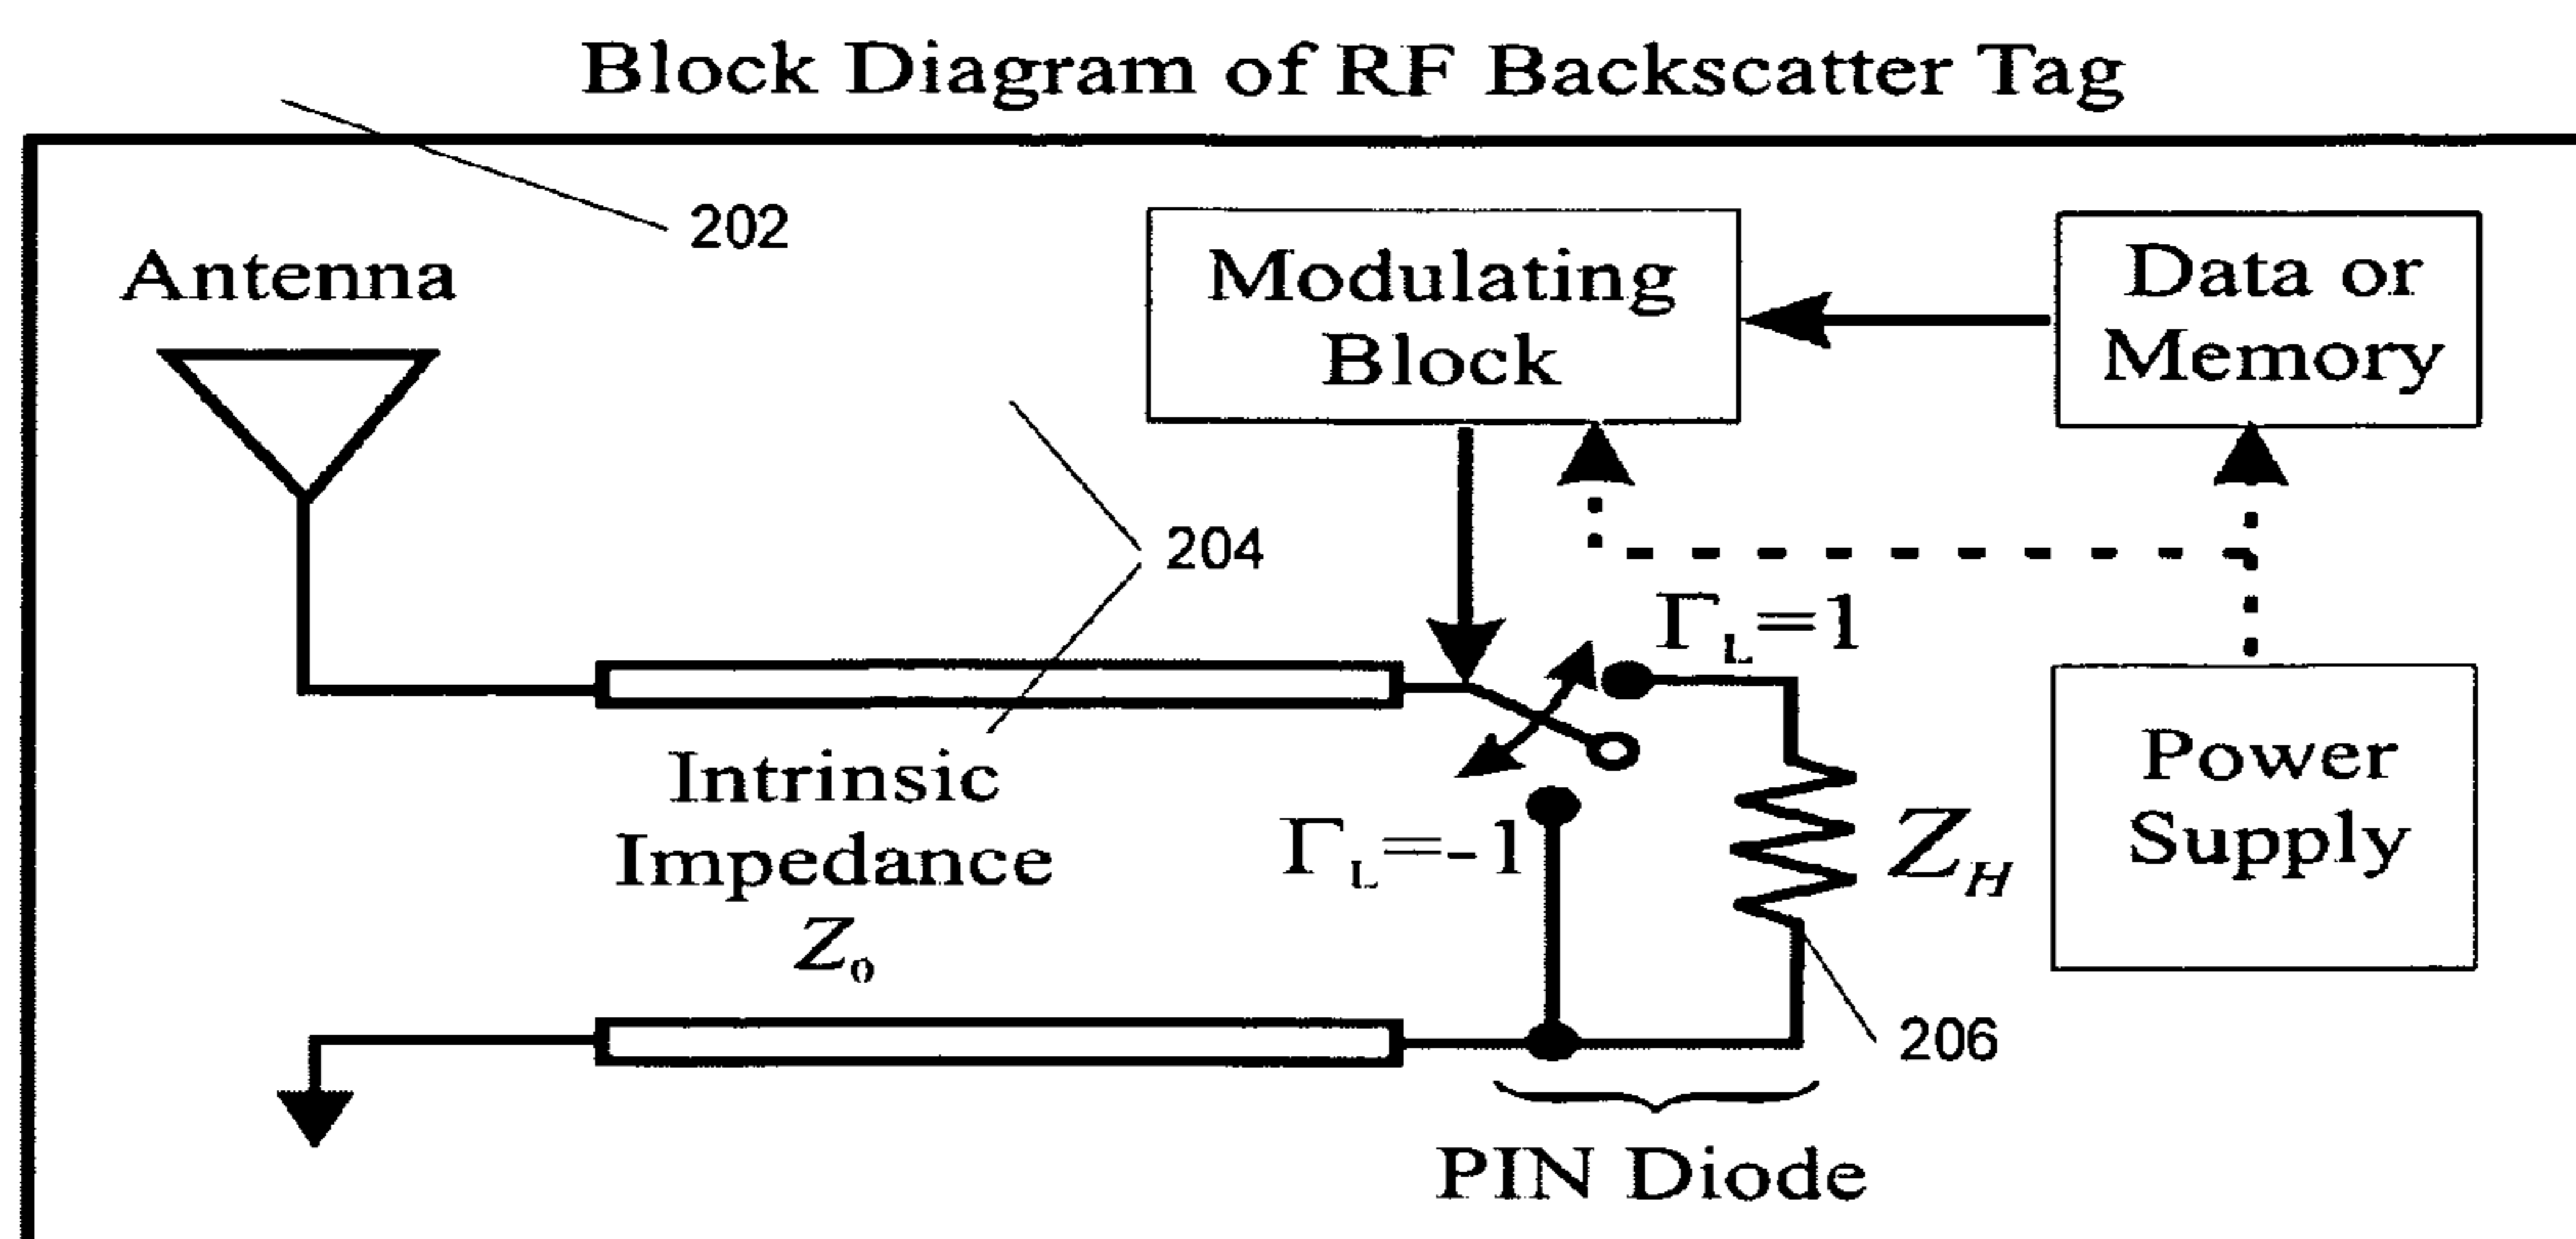 Block Diagram of RF Backscatter Tag
202
Antenna
Modulating
Block
Data or
Memory
204
Γ_L=1
Intrinsic
Impedance
Z₀
Γ_L=-1
Z_H
Power
Supply
206
PIN Diode